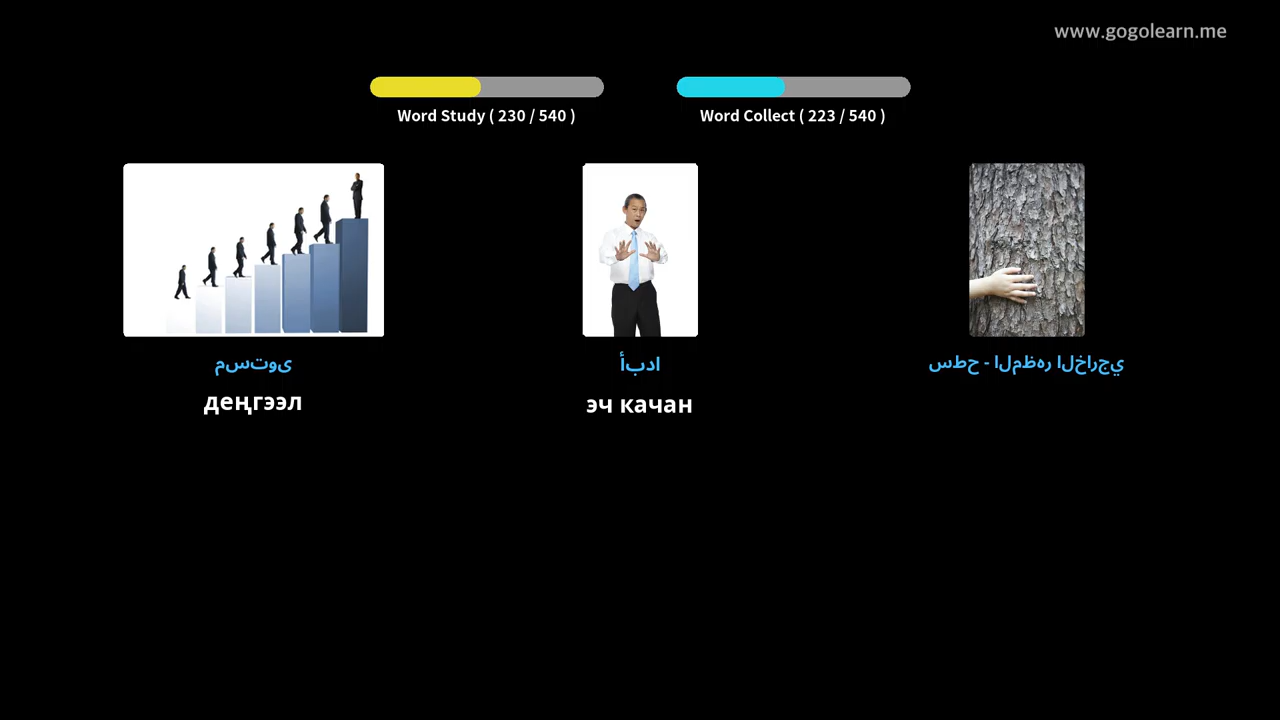 www.gogolearn.me
Word Study ( 230 / 540 )
Word Collect ( 223 / 540 )
مستوى
деңгээл
أبدا
эч качан
سطح - المظهر الخارجي